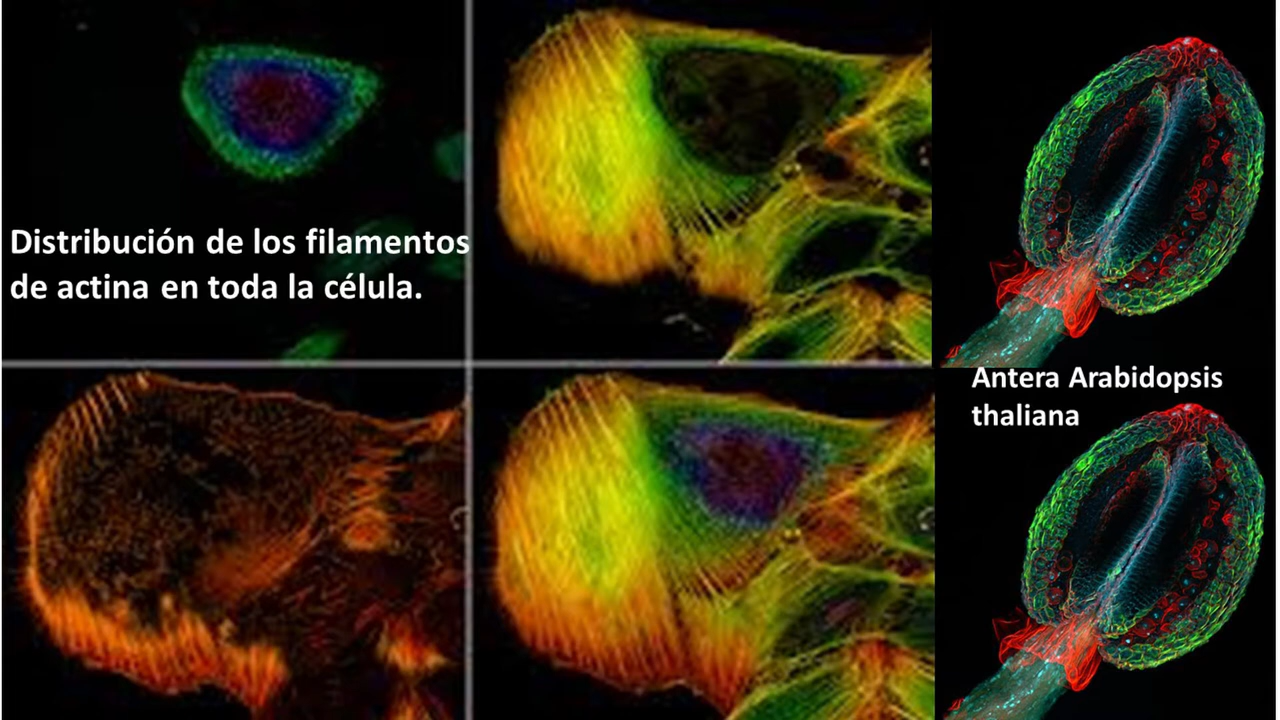 Distribución de los filamentos
de actina en toda la célula.
Antera Arabidopsis
thaliana